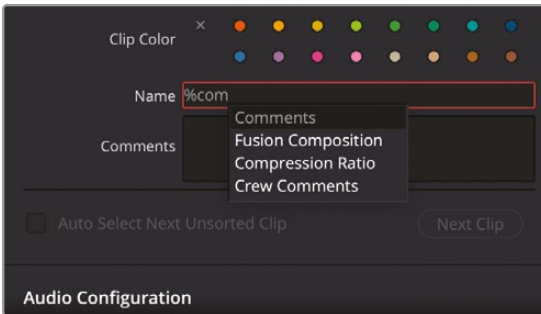 Clip Color
Name %com
Comments
Fusion Composition
Comments Compression Ratio
Crew Comments
Auto Select Next Unsorted Clip Next Clip
Audio Configuration